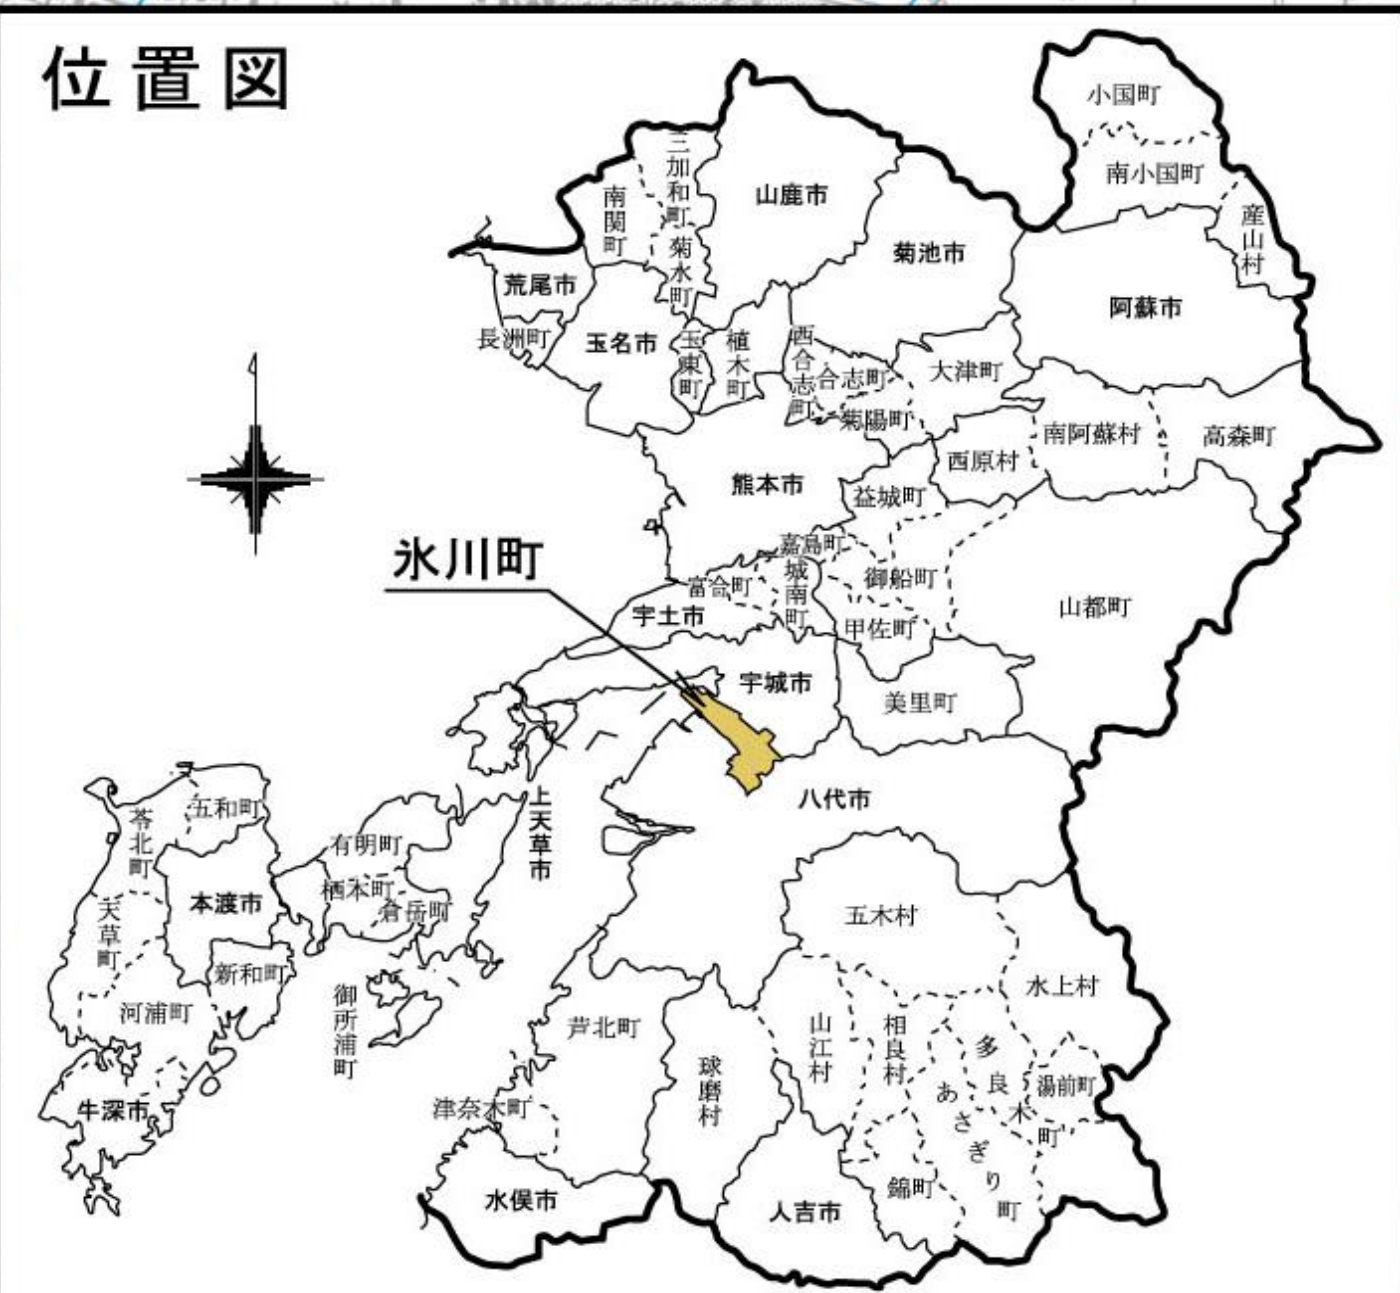 位置図
小国町
南小国町
産山村
三加和町
南関町
菊水町
山鹿市
菊池市
阿蘇市
荒尾市
長洲町
玉名市
玉東町
植木町
西合志町
合志町
大津町
菊陽町
南阿蘇村
高森町
西原村
熊本市
益城町
氷川町
嘉島町
城南町
富合町
御船町
宇土市
甲佐町
山都町
宇城市
美里町
八代市
上天草市
五和町
苓北町
有明町
栖本町
倉岳町
本渡市
天草町
新和町
河浦町
御所浦町
牛深市
五木村
水上村
芦北町
球磨村
山江村
相良村
多良木町
湯前町
あさぎり町
津奈木町
錦町
水俣市
人吉市